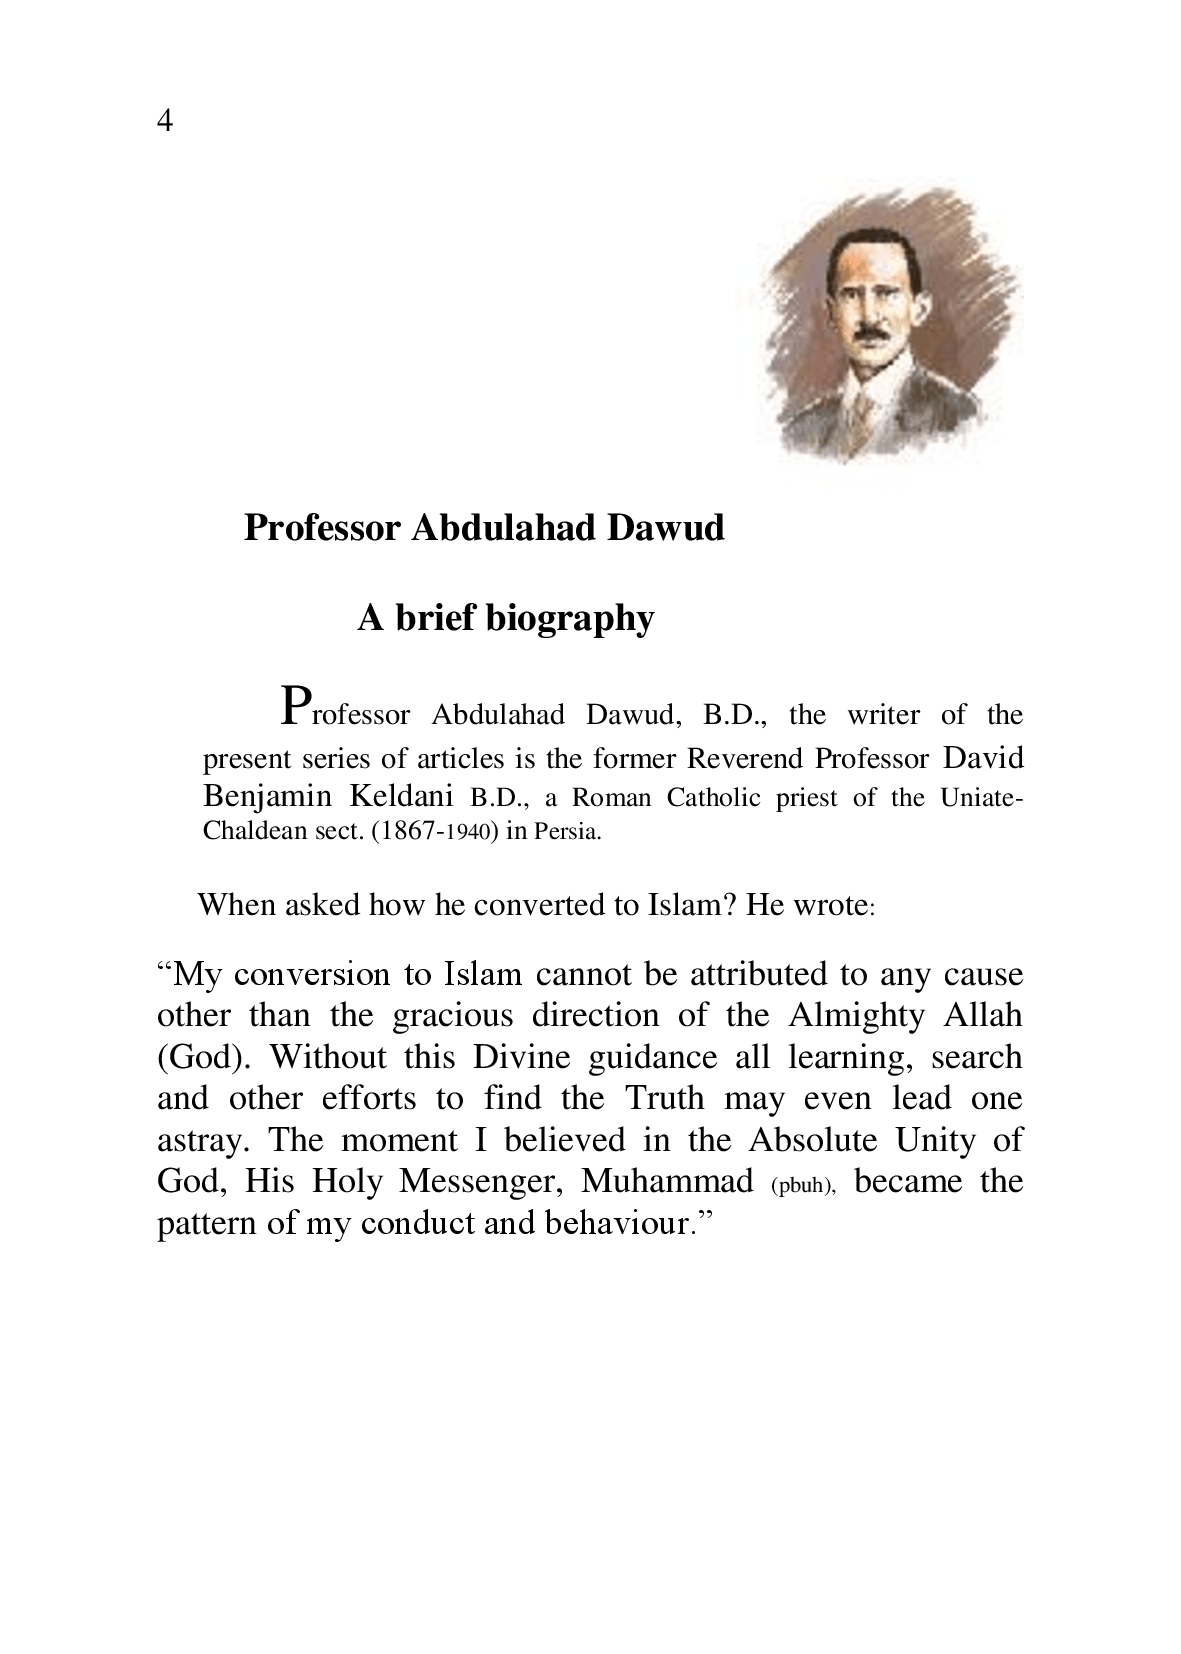 4
Professor Abdulahad Dawud
A brief biography
Professor Abdulahad Dawud, B.D., the writer of the
present series of articles is the former Reverend Professor David
Benjamin Keldani B.D., a Roman Catholic priest of the Uniate-
Chaldean sect. (1867-1940) in Persia.
When asked how he converted to Islam? He wrote:
“My conversion to Islam cannot be attributed to any cause
other than the gracious direction of the Almighty Allah
(God). Without this Divine guidance all learning, search
and other efforts to find the Truth may even lead one
astray. The moment I believed in the Absolute Unity of
God, His Holy Messenger, Muhammad (pbuh), became the
pattern of my conduct and behaviour.”